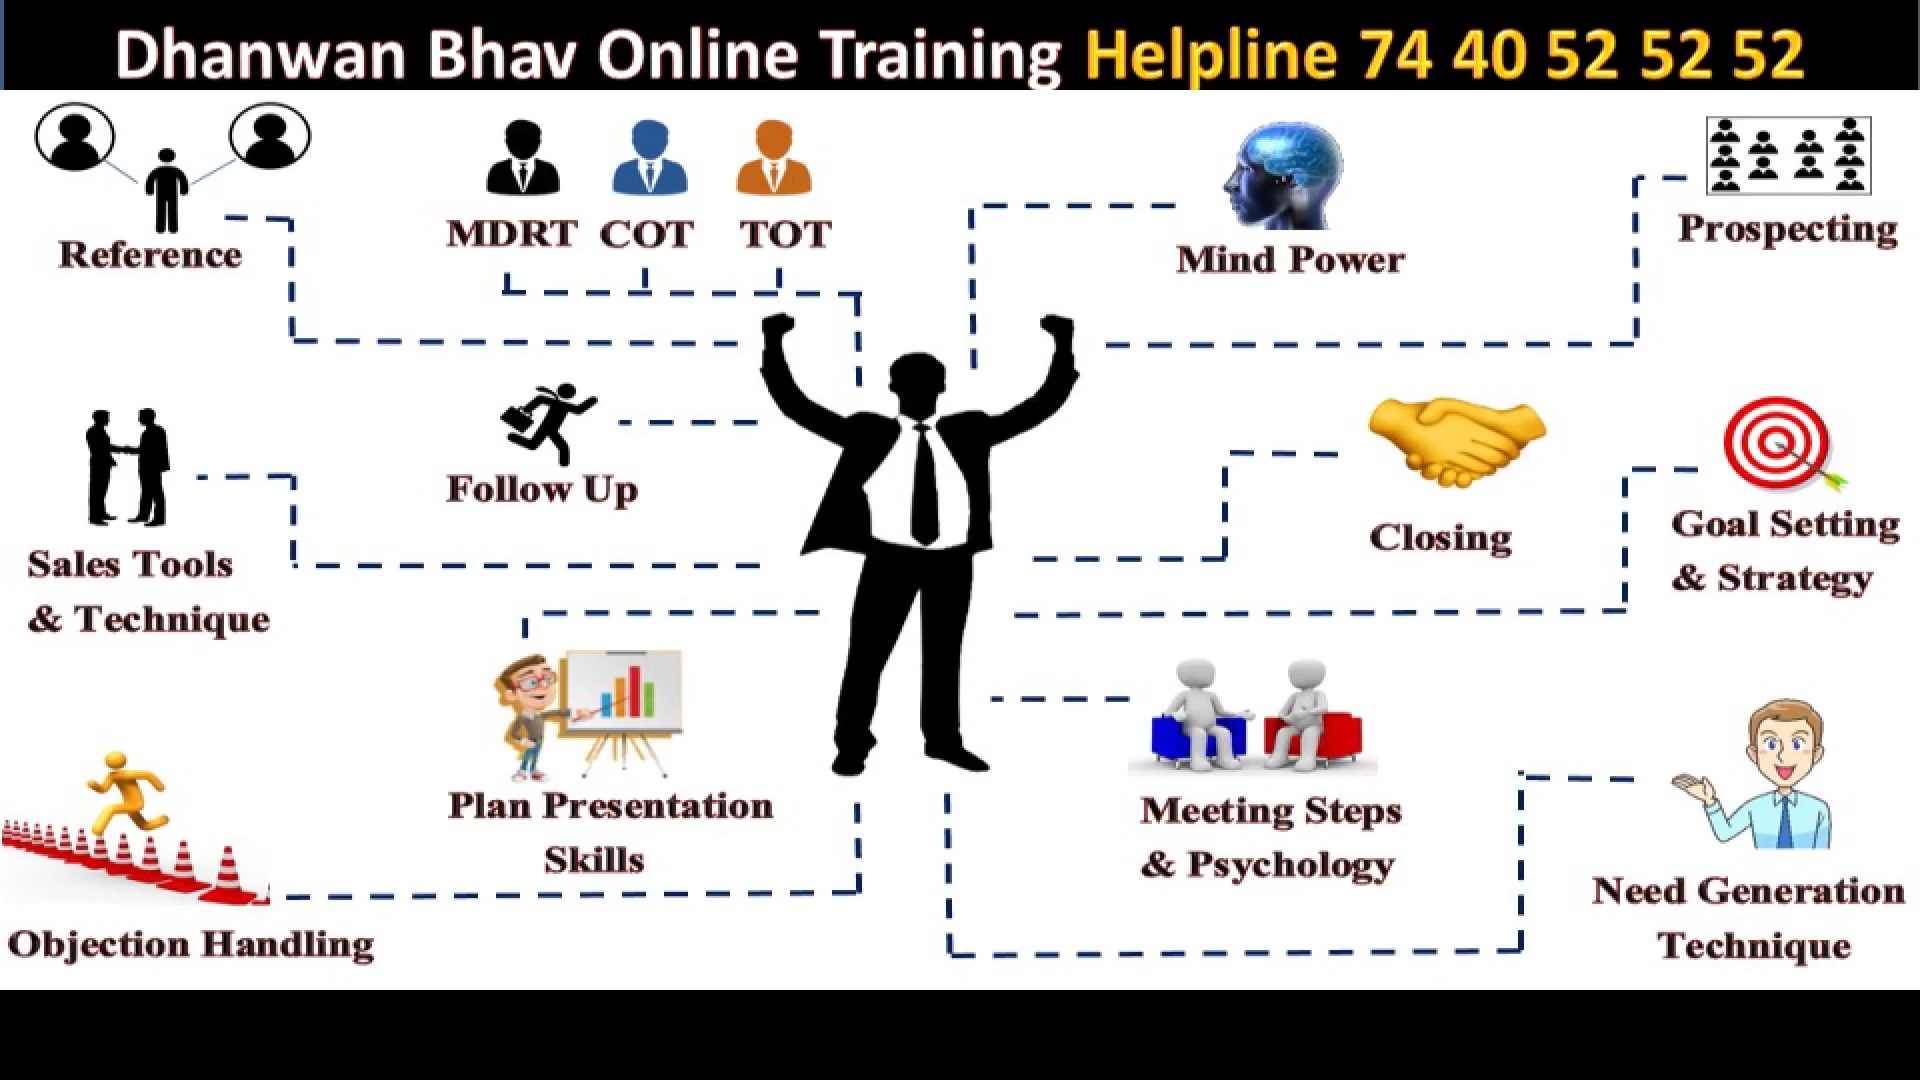 Dhanwan Bhav Online Training Helpline 74 40 52 52 52
Reference
MDRT COT TOT
Mind Power
Prospecting
Follow Up
Closing
Goal Setting
& Strategy
Sales Tools
& Technique
Plan Presentation
Skills
Meeting Steps
& Psychology
Need Generation
Technique
Objection Handling